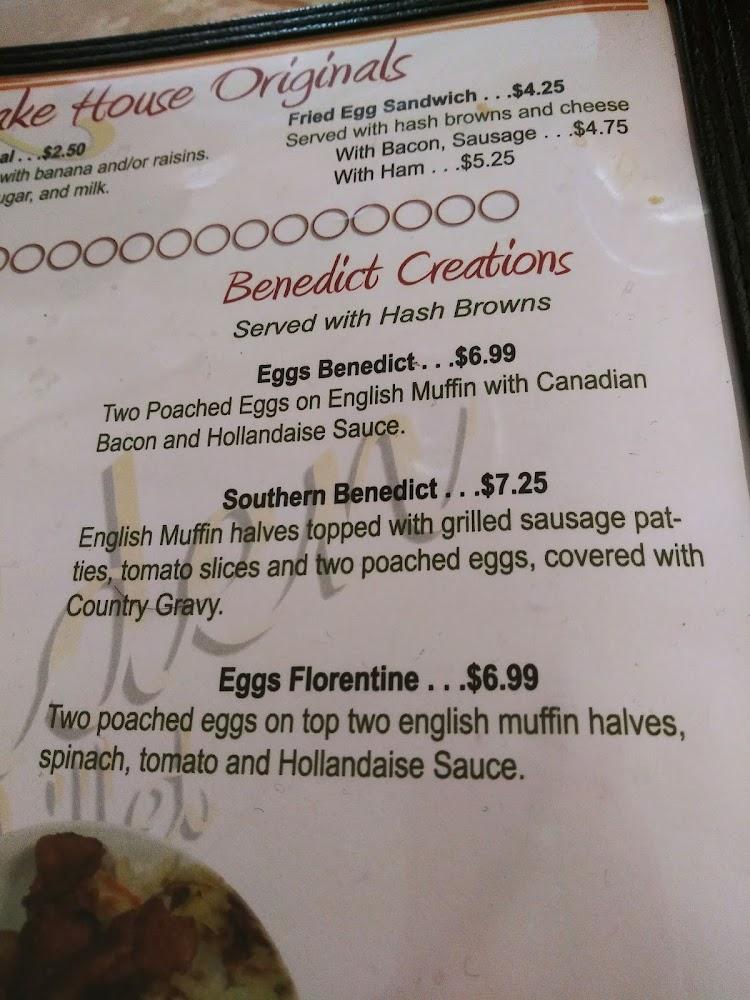 ake House Originals
al . . .$2.50
with banana and/or raisins.
ugar, and milk.
Fried Egg Sandwich . . .$4.25
Served with hash browns and cheese
With Bacon, Sausage . . .$4.75
With Ham . . .$5.25
Benedict Creations
Served with Hash Browns
Eggs Benedict. . .$6.99
Two Poached Eggs on English Muffin with Canadian
Bacon and Hollandaise Sauce.
Southern Benedict . . .$7.25
English Muffin halves topped with grilled sausage pat-
ties, tomato slices and two poached eggs, covered with
Country Gravy.
Eggs Florentine . . .$6.99
Two poached eggs on top two english muffin halves,
spinach, tomato and Hollandaise Sauce.